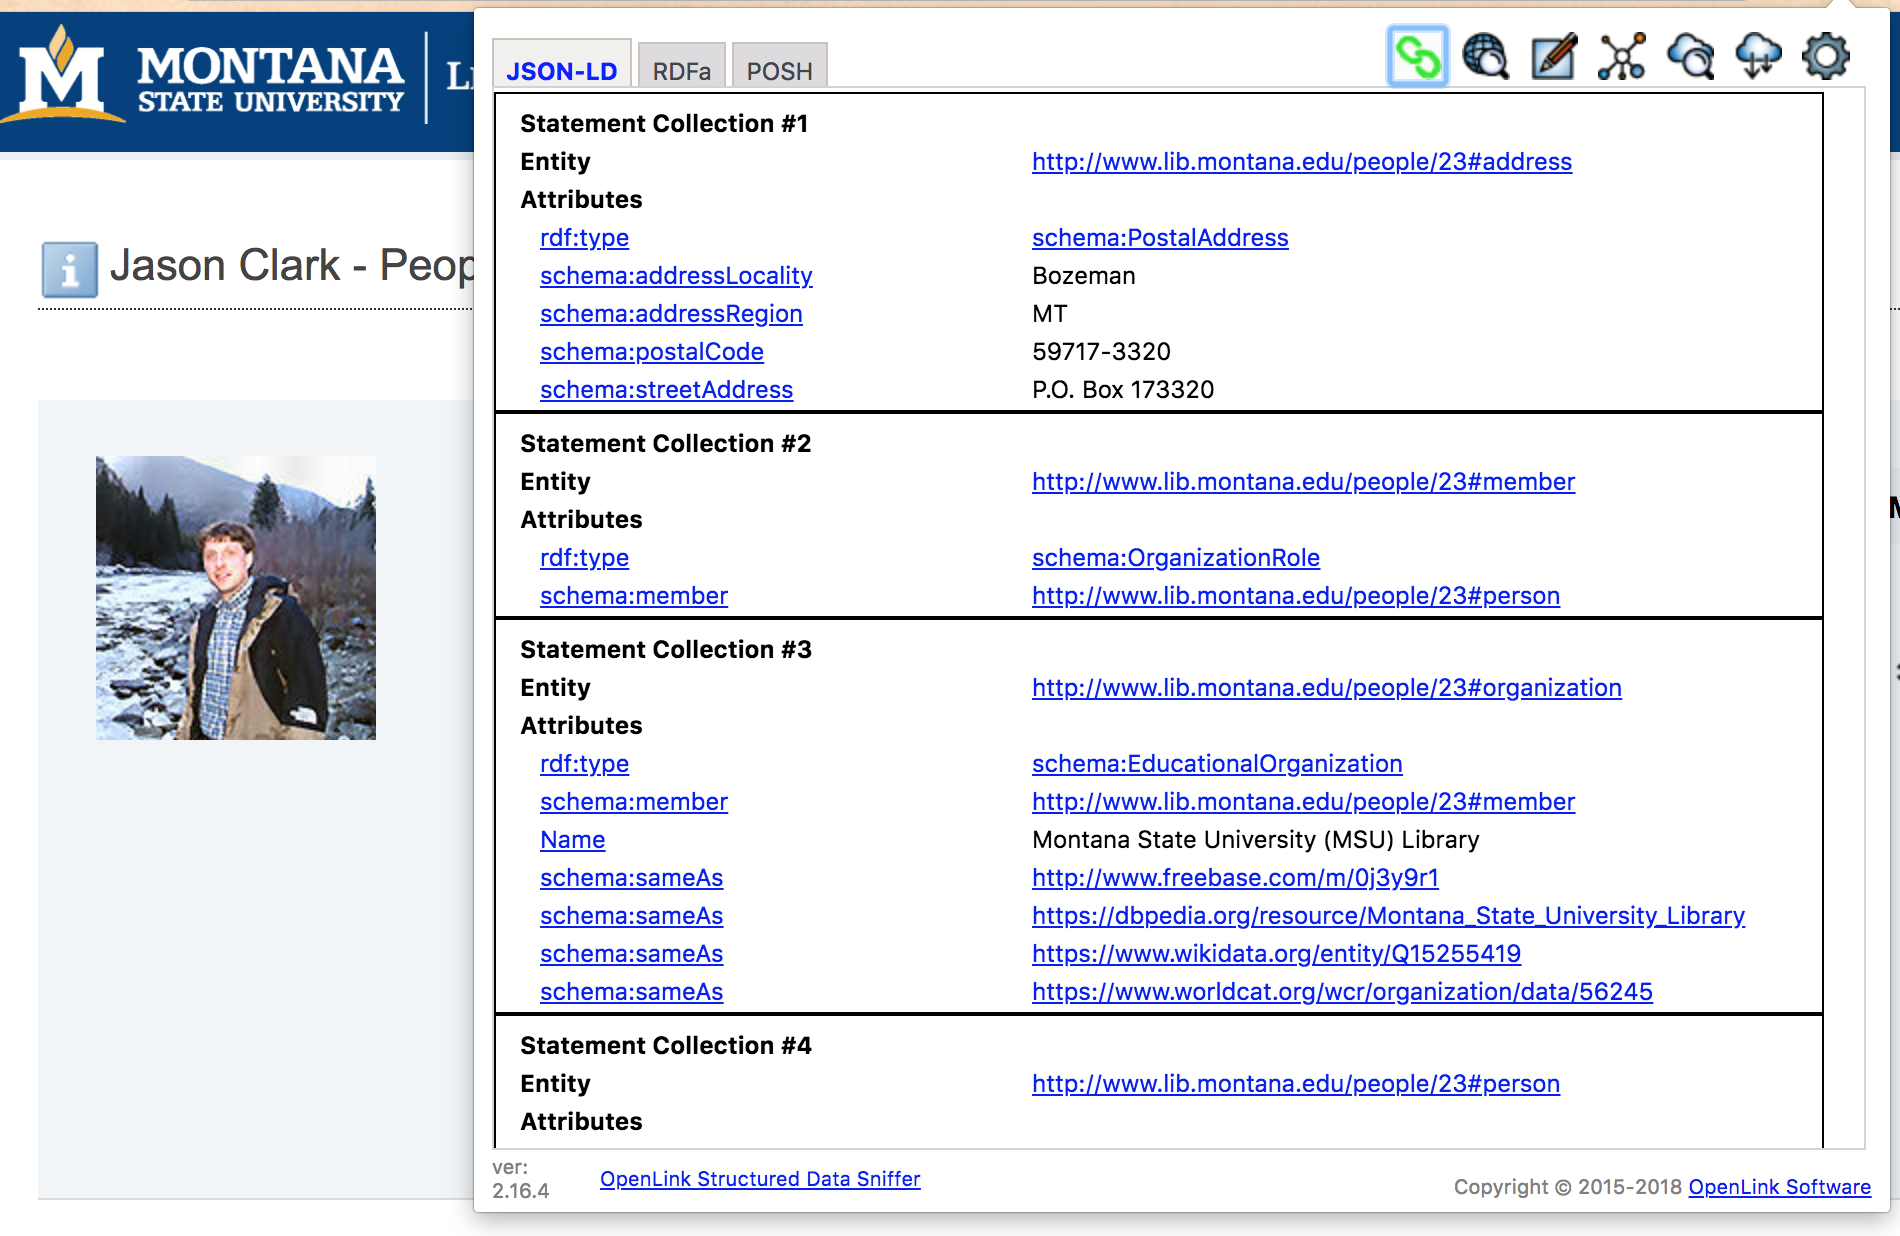 MONTANA
STATE UNIVERSITY
Jason Clark - Peop
JSON-LD RDFa POSH
Statement Collection #1
Entity http://www.lib.montana.edu/people/23#address
Attributes
rdf:type schema:PostalAddress
schema:addressLocality Bozeman
schema:addressRegion MT
schema:postalCode 59717-3320
schema:streetAddress P.O. Box 173320
Statement Collection #2
Entity http://www.lib.montana.edu/people/23#member
Attributes
rdf:type schema:OrganizationRole
schema:member http://www.lib.montana.edu/people/23#person
Statement Collection #3
Entity http://www.lib.montana.edu/people/23#organization
Attributes
rdf:type schema:EducationalOrganization
schema:member http://www.lib.montana.edu/people/23#member
Name Montana State University (MSU) Library
schema:sameAs http://www.freebase.com/m/0j3y9r1
schema:sameAs https://dbpedia.org/resource/Montana_State_University_Library
schema:sameAs https://www.wikidata.org/entity/Q15255419
schema:sameAs https://www.worldcat.org/wcr/organization/data/56245
Statement Collection #4
Entity http://www.lib.montana.edu/people/23#person
Attributes
ver:
2.16.4
OpenLink Structured Data Sniffer
Copyright © 2015-2018 OpenLink Software